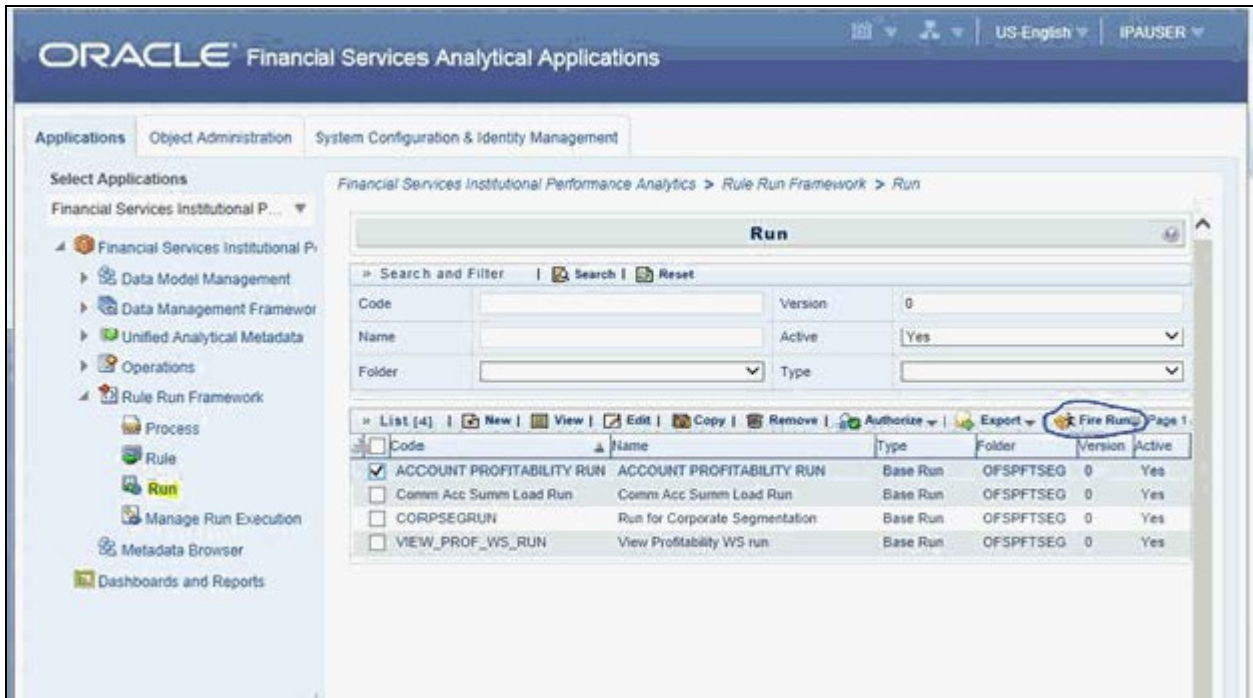 US-English IPAUSER
ORACLE Financial Services Analytical Applications
Applications Object Administration System Configuration & Identity Management
Select Applications
Financial Services Institutional P...
Financial Services Institutional P
Data Model Management
Data Management Framewor
Unified Analytical Metadata
Operations
Rule Run Framework
Process
Rule
Run
Manage Run Execution
Metadata Browser
Dashboards and Reports
Financial Services Institutional Performance Analytics > Rule Run Framework > Run
Run
» Search and Filter | Search | Reset
Code Version 0
Name Active Yes
Folder Type
» List [4] | New | View | Edit | Copy | Remove | Authorize | Export | Fire Run Page 1
Code Name Type Folder Version Active
ACCOUNT PROFITABILITY RUN ACCOUNT PROFITABILITY RUN Base Run OFSPFTSEG 0 Yes
Comm Acc Summ Load Run Comm Acc Summ Load Run Base Run OFSPFTSEG 0 Yes
CORPSEGRUN Run for Corporate Segmentation Base Run OFSPFTSEG 0 Yes
VIEW_PROF_WS_RUN View Profitability WS run Base Run OFSPFTSEG 0 Yes